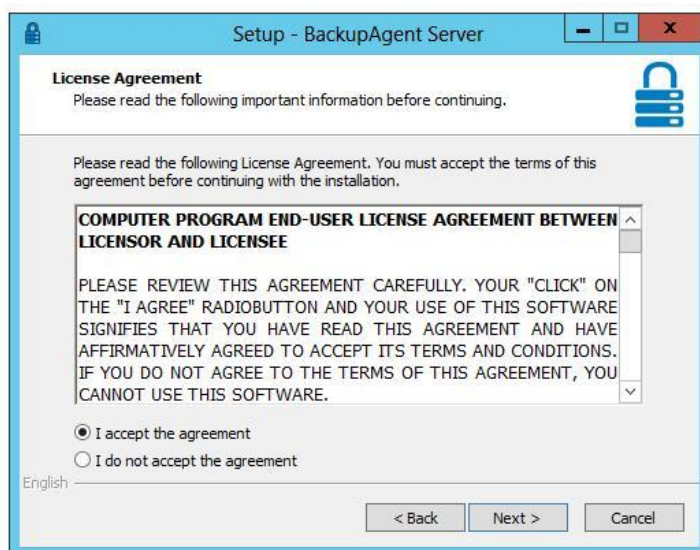 Setup - BackupAgent Server
License Agreement
Please read the following important information before continuing.
Please read the following License Agreement. You must accept the terms of this
agreement before continuing with the installation.
COMPUTER PROGRAM END-USER LICENSE AGREEMENT BETWEEN
LICENSOR AND LICENSEE
PLEASE REVIEW THIS AGREEMENT CAREFULLY. YOUR "CLICK" ON
THE "I AGREE" RADIOBUTTON AND YOUR USE OF THIS SOFTWARE
SIGNIFIES THAT YOU HAVE READ THIS AGREEMENT AND HAVE
AFFIRMATIVELY AGREED TO ACCEPT ITS TERMS AND CONDITIONS.
IF YOU DO NOT AGREE TO THE TERMS OF THIS AGREEMENT, YOU
CANNOT USE THIS SOFTWARE.
I accept the agreement
I do not accept the agreement
English
< Back Next > Cancel